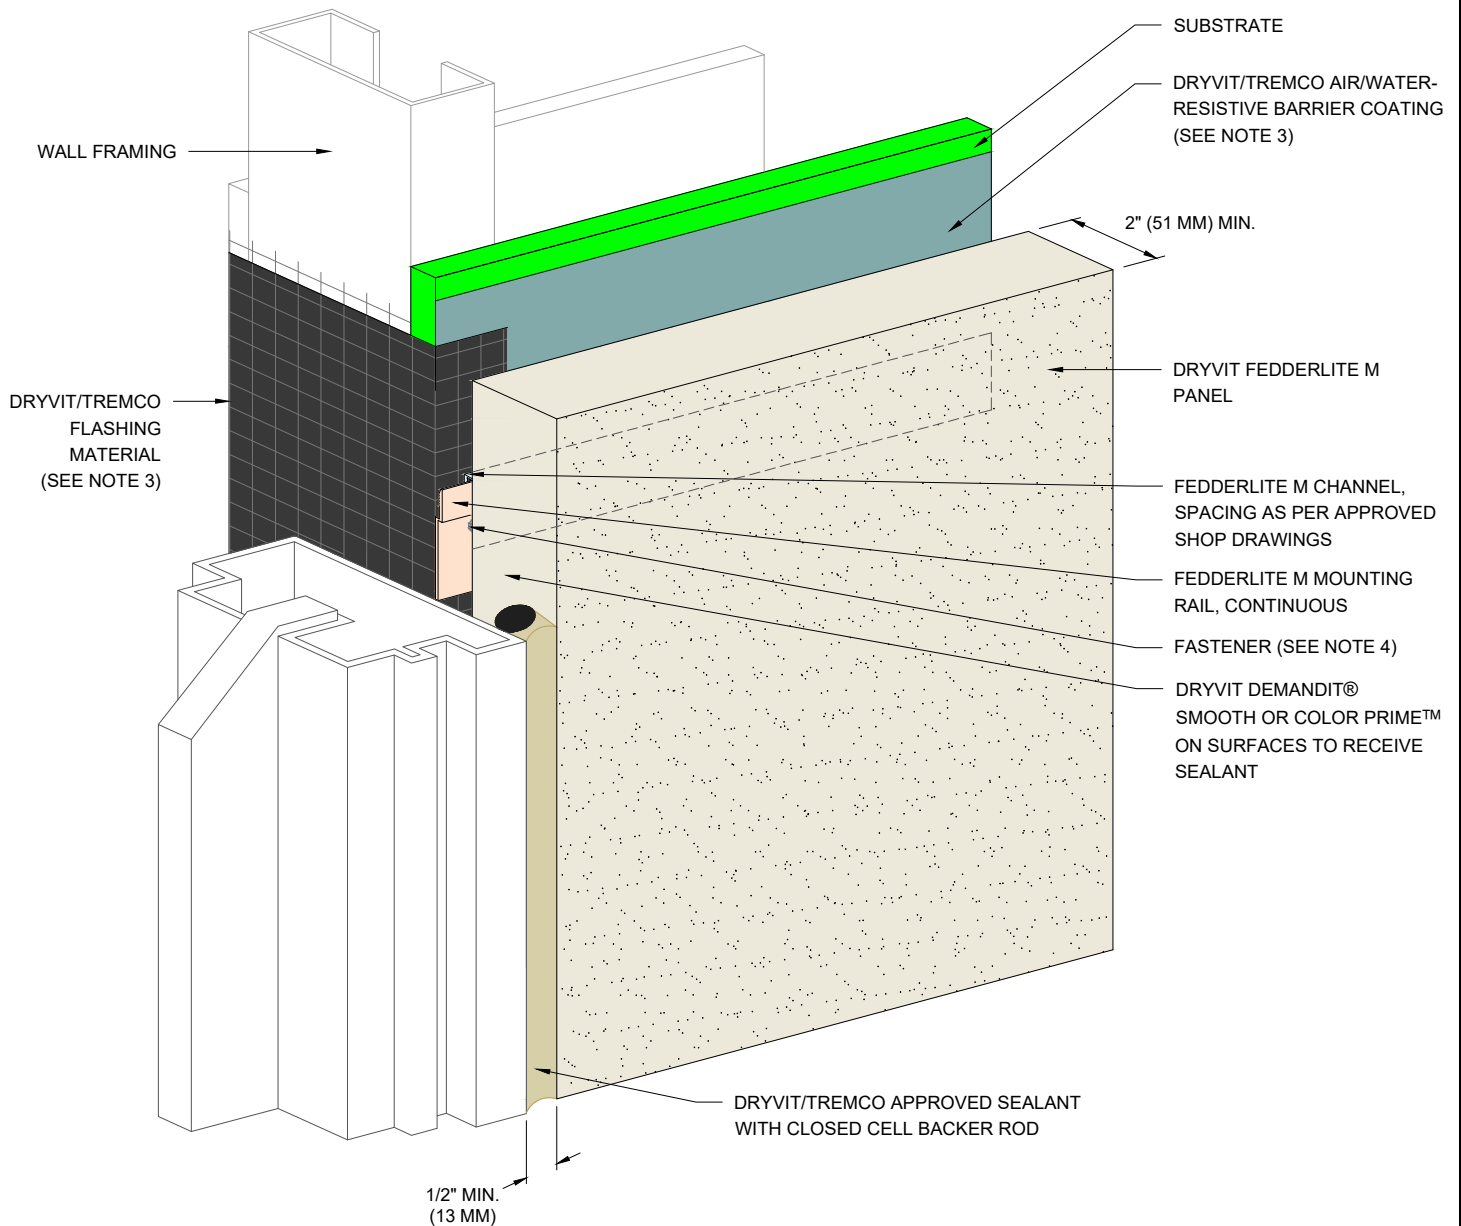 SUBSTRATE
DRYVIT/TREMCO AIR/WATER-
RESISTIVE BARRIER COATING
(SEE NOTE 3)
WALL FRAMING
2" (51 MM) MIN.
DRYVIT FEDDERLITE M
PANEL
DRYVIT/TREMCO
FLASHING
MATERIAL
(SEE NOTE 3)
FEDDERLITE M CHANNEL,
SPACING AS PER APPROVED
SHOP DRAWINGS
FEDDERLITE M MOUNTING
RAIL, CONTINUOUS
FASTENER (SEE NOTE 4)
DRYVIT DEMANDIT®
SMOOTH OR COLOR PRIME™
ON SURFACES TO RECEIVE
SEALANT
DRYVIT/TREMCO APPROVED SEALANT
WITH CLOSED CELL BACKER ROD
1/2" MIN.
(13 MM)